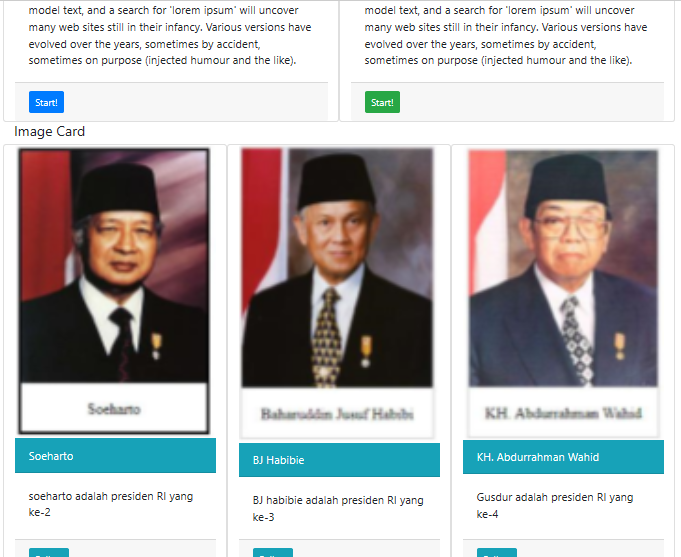 model text, and a search for 'lorem ipsum' will uncover
many web sites still in their infancy. Various versions have
evolved over the years, sometimes by accident,
sometimes on purpose (injected humour and the like).
Start!
model text, and a search for 'lorem ipsum' will uncover
many web sites still in their infancy. Various versions have
evolved over the years, sometimes by accident,
sometimes on purpose (injected humour and the like).
Start!
Image Card
Soeharto
Soeharto
soeharto adalah presiden RI yang
ke-2
Baharuddin Jusuf Habibi
BJ Habibie
BJ habibie adalah presiden RI yang
ke-3
KH. Abdurrahman Wahid
KH. Abdurrahman Wahid
Gusdur adalah presiden RI yang
ke-4